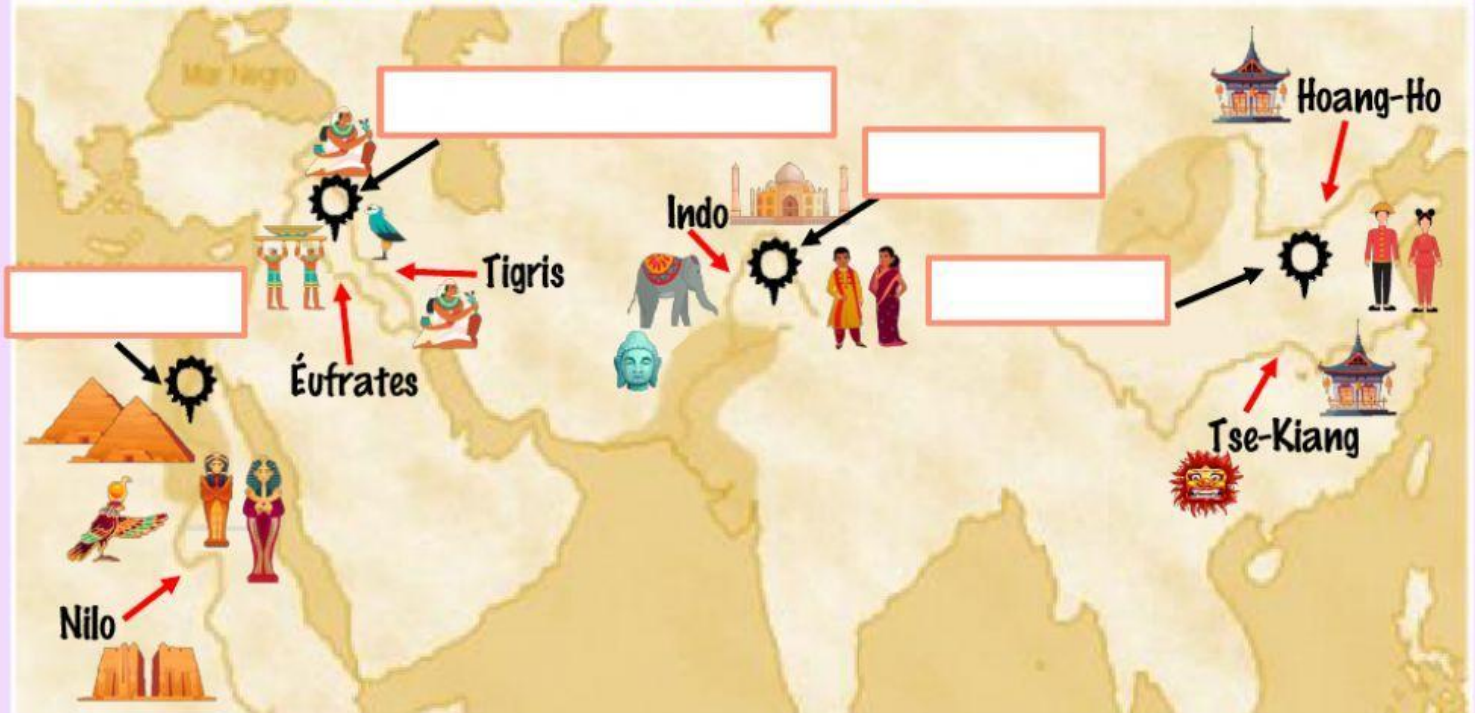 Mar Negro
Hoang-Ho
Indo
Tigris
Éufrates
Tse-Kiang
Nilo